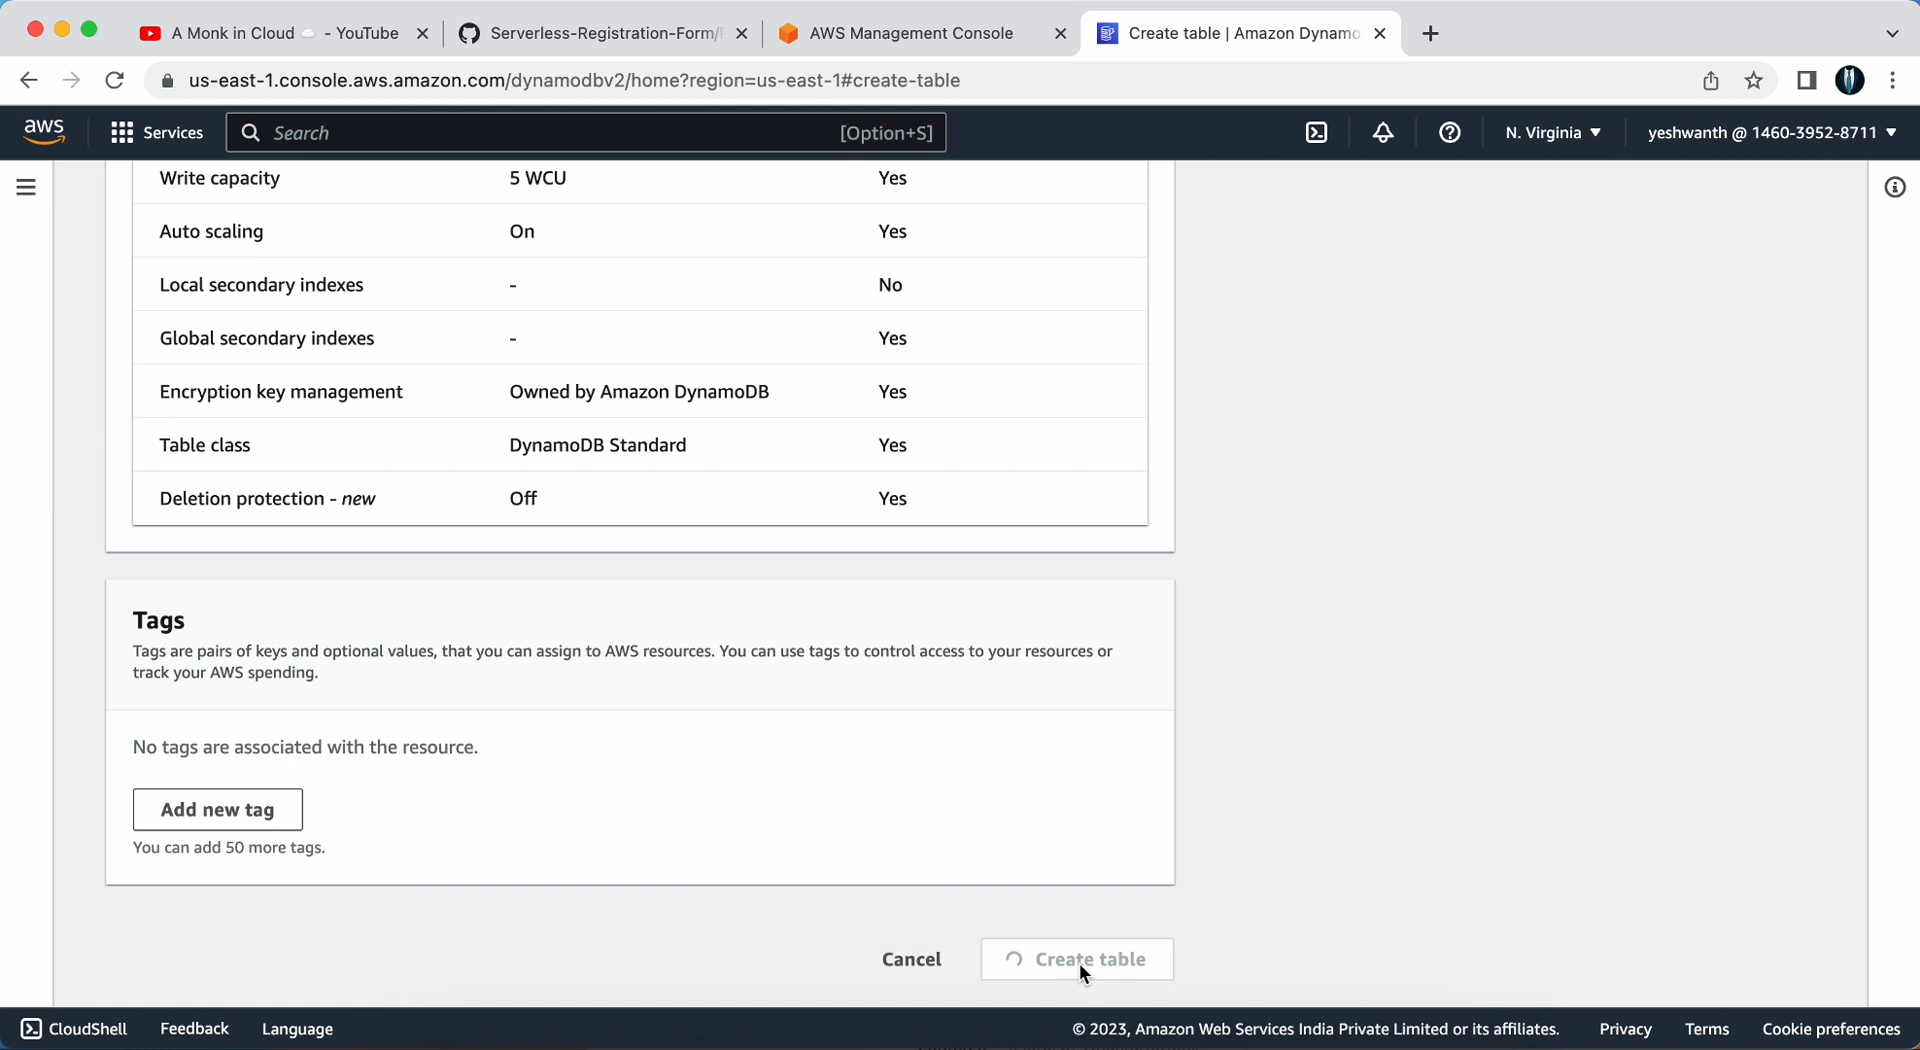 A Monk in Cloud - YouTube
Serverless-Registration-Form/
AWS Management Console
Create table | Amazon Dynamo
us-east-1.console.aws.amazon.com/dynamodbv2/home?region=us-east-1#create-table
aws
Services
Search
[Option+S]
N. Virginia
yeshwanth @ 1460-3952-8711
Write capacity 5 WCU Yes
Auto scaling On Yes
Local secondary indexes - No
Global secondary indexes - Yes
Encryption key management Owned by Amazon DynamoDB Yes
Table class DynamoDB Standard Yes
Deletion protection - new Off Yes
Tags
Tags are pairs of keys and optional values, that you can assign to AWS resources. You can use tags to control access to your resources or
track your AWS spending.
No tags are associated with the resource.
Add new tag
You can add 50 more tags.
Cancel
Create table
CloudShell
Feedback
Language
© 2023, Amazon Web Services India Private Limited or its affiliates.
Privacy
Terms
Cookie preferences